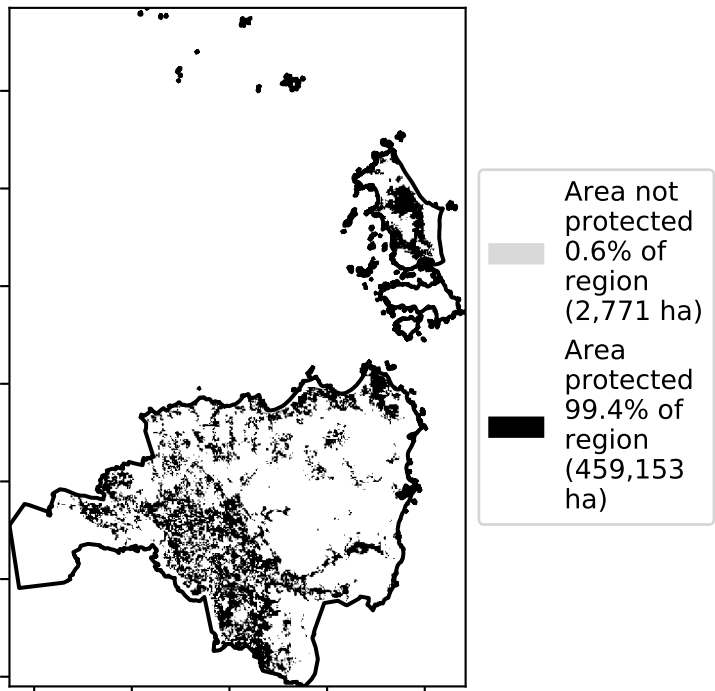 Area not
protected
0.6% of
region
(2,771 ha)
Area
protected
99.4% of
region
(459,153
ha)